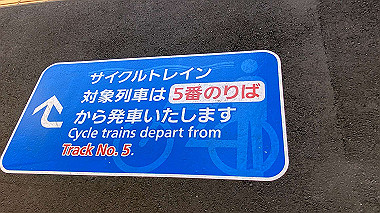 サイクルトレイン
対象列車は 5番のりば
から発車いたします
Cycle trains depart from
Track No. 5.